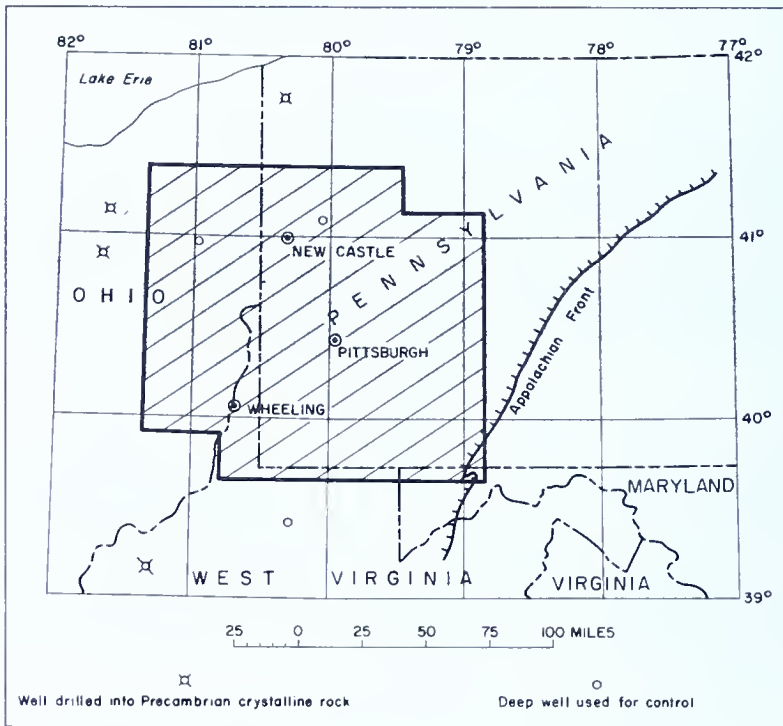 82° 81° 80° 79° 78° 77°
42°
Lake Erie
PENNSYLVANIA
41°
NEW CASTLE
OHIO
Appalachian Front
PITTSBURGH
WHEELING
40°
MARYLAND
WEST VIRGINIA
VIRGINIA
39°
25 0 25 50 75 100 MILES
Well drilled into Precambrian crystalline rock
Deep well used for control